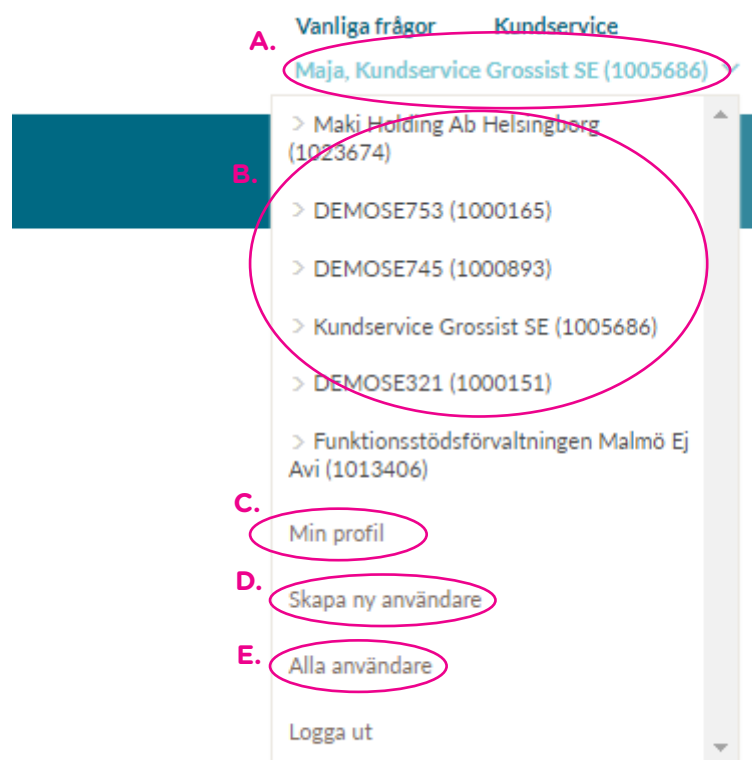 Vanliga frågor Kundservice
A.
Maja, Kundservice Grossist SE (1005686)
> Maki Holding Ab Helsingborg
(1023674)
B.
> DEMOSE753 (1000165)
> DEMOSE745 (1000893)
> Kundservice Grossist SE (1005686)
> DEMOSE321 (1000151)
> Funktionsstödsförvaltningen Malmö Ej
Avi (1013406)
C.
Min profil
D.
Skapa ny användare
E.
Alla användare
Logga ut